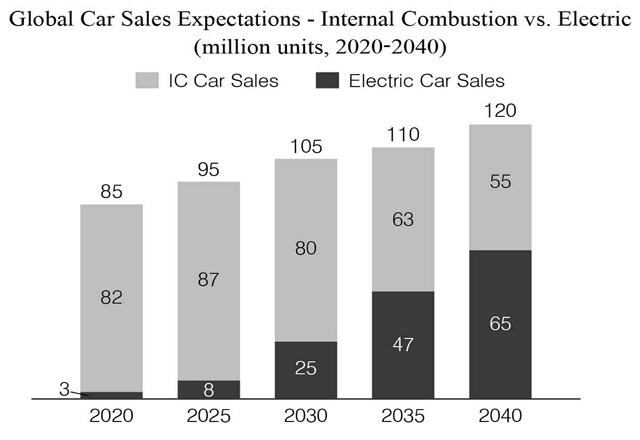 Global Car Sales Expectations - Internal Combustion vs. Electric
(million units, 2020-2040)
IC Car Sales Electric Car Sales
85 95 105 110 120
82 87 80 63 55
3 8 25 47 65
2020 2025 2030 2035 2040